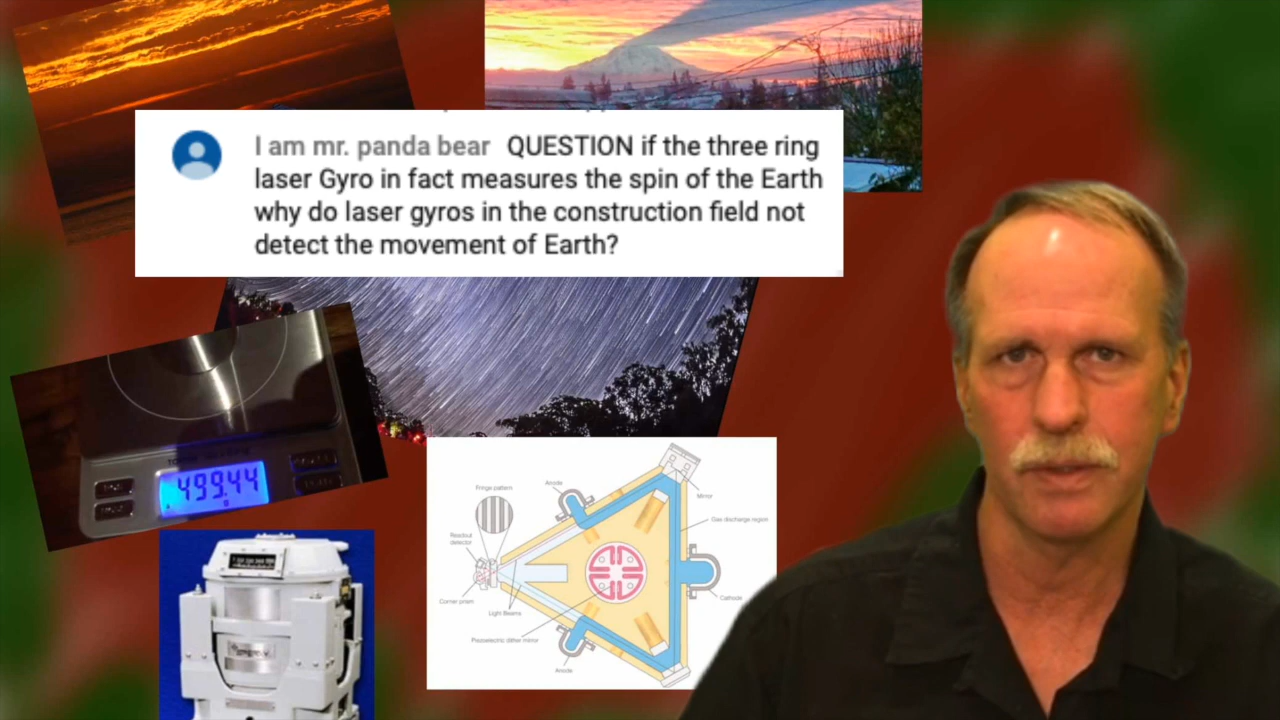 I am mr. panda bear QUESTION if the three ring
laser Gyro in fact measures the spin of the Earth
why do laser gyros in the construction field not
detect the movement of Earth?
499.44
Fringe pattern
Anode
Mirror
Gas discharge region
Readout
detector
Corner prism
Light Beams
Cathode
Piezoelectric dither mirror
Anode